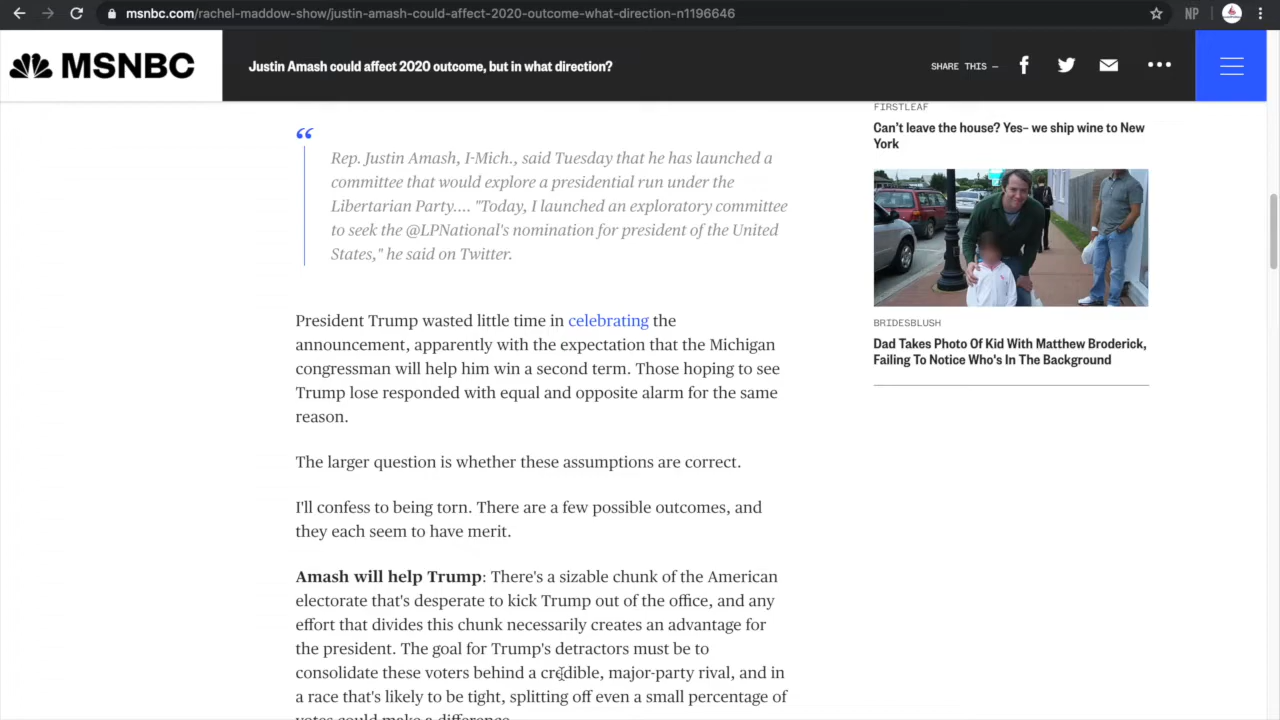 msnbc.com/rachel-maddow-show/justin-amash-could-affect-2020-outcome-what-direction-n1196646
NP
MSNBC
Justin Amash could affect 2020 outcome, but in what direction?
SHARE THIS —
“
Rep. Justin Amash, I-Mich., said Tuesday that he has launched a
committee that would explore a presidential run under the
Libertarian Party.... "Today, I launched an exploratory committee
to seek the @LPNational's nomination for president of the United
States," he said on Twitter.
President Trump wasted little time in celebrating the
announcement, apparently with the expectation that the Michigan
congressman will help him win a second term. Those hoping to see
Trump lose responded with equal and opposite alarm for the same
reason.
The larger question is whether these assumptions are correct.
I'll confess to being torn. There are a few possible outcomes, and
they each seem to have merit.
Amash will help Trump: There's a sizable chunk of the American
electorate that's desperate to kick Trump out of the office, and any
effort that divides this chunk necessarily creates an advantage for
the president. The goal for Trump's detractors must be to
consolidate these voters behind a credible, major-party rival, and in
a race that's likely to be tight, splitting off even a small percentage of
votes could make a difference.
FIRSTLEAF
Can't leave the house? Yes– we ship wine to New
York
BRIDESBLUSH
Dad Takes Photo Of Kid With Matthew Broderick,
Failing To Notice Who's In The Background